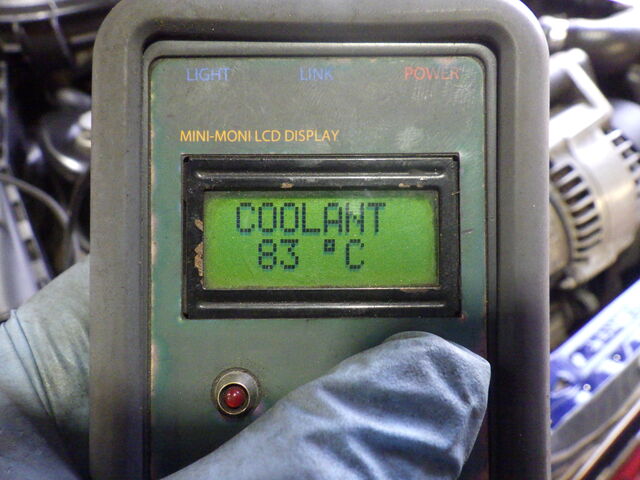 LIGHT LINK POWER
MINI-MONI LCD DISPLAY
COOLANT
83 °C